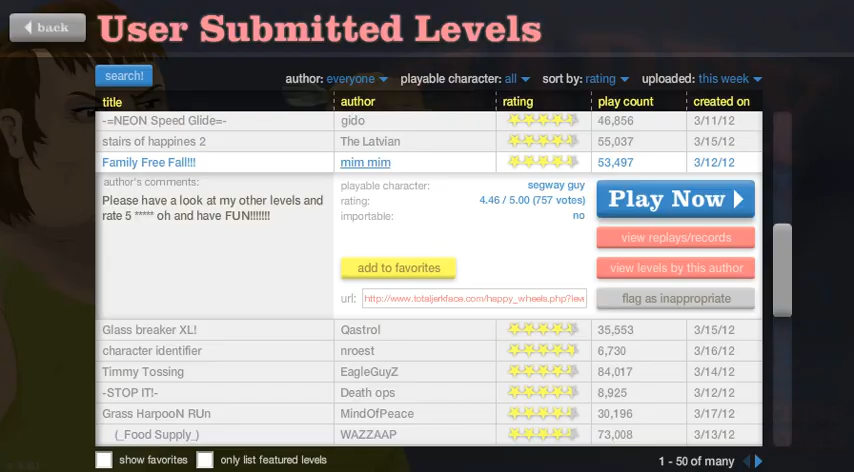 back
User Submitted Levels
search!
author: everyone playable character: all sort by: rating uploaded: this week
title author rating play count created on
-=NEON Speed Glide=- gido 46,856 3/11/12
stairs of happines 2 The Latvian 55,037 3/15/12
Family Free Fall!!! mim mim 53,497 3/12/12
author's comments:
Please have a look at my other levels and
rate 5 ***** oh and have FUN!!!!!!!
playable character: segway guy
rating: 4.46 / 5.00 (757 votes)
importable: no
add to favorites
url: http://www.totaljerkface.com/happy_wheels.php?leve
Play Now
view replays/records
view levels by this author
flag as inappropriate
Glass breaker XL! Qastrol 35,553 3/15/12
character identifier nroest 6,730 3/16/12
Timmy Tossing EagleGuyZ 84,017 3/14/12
-STOP IT!- Death ops 8,925 3/12/12
Grass HarpooN RUn MindOfPeace 30,196 3/17/12
(_Food Supply_) WAZZAAP 73,008 3/13/12
show favorites only list featured levels 1 - 50 of many